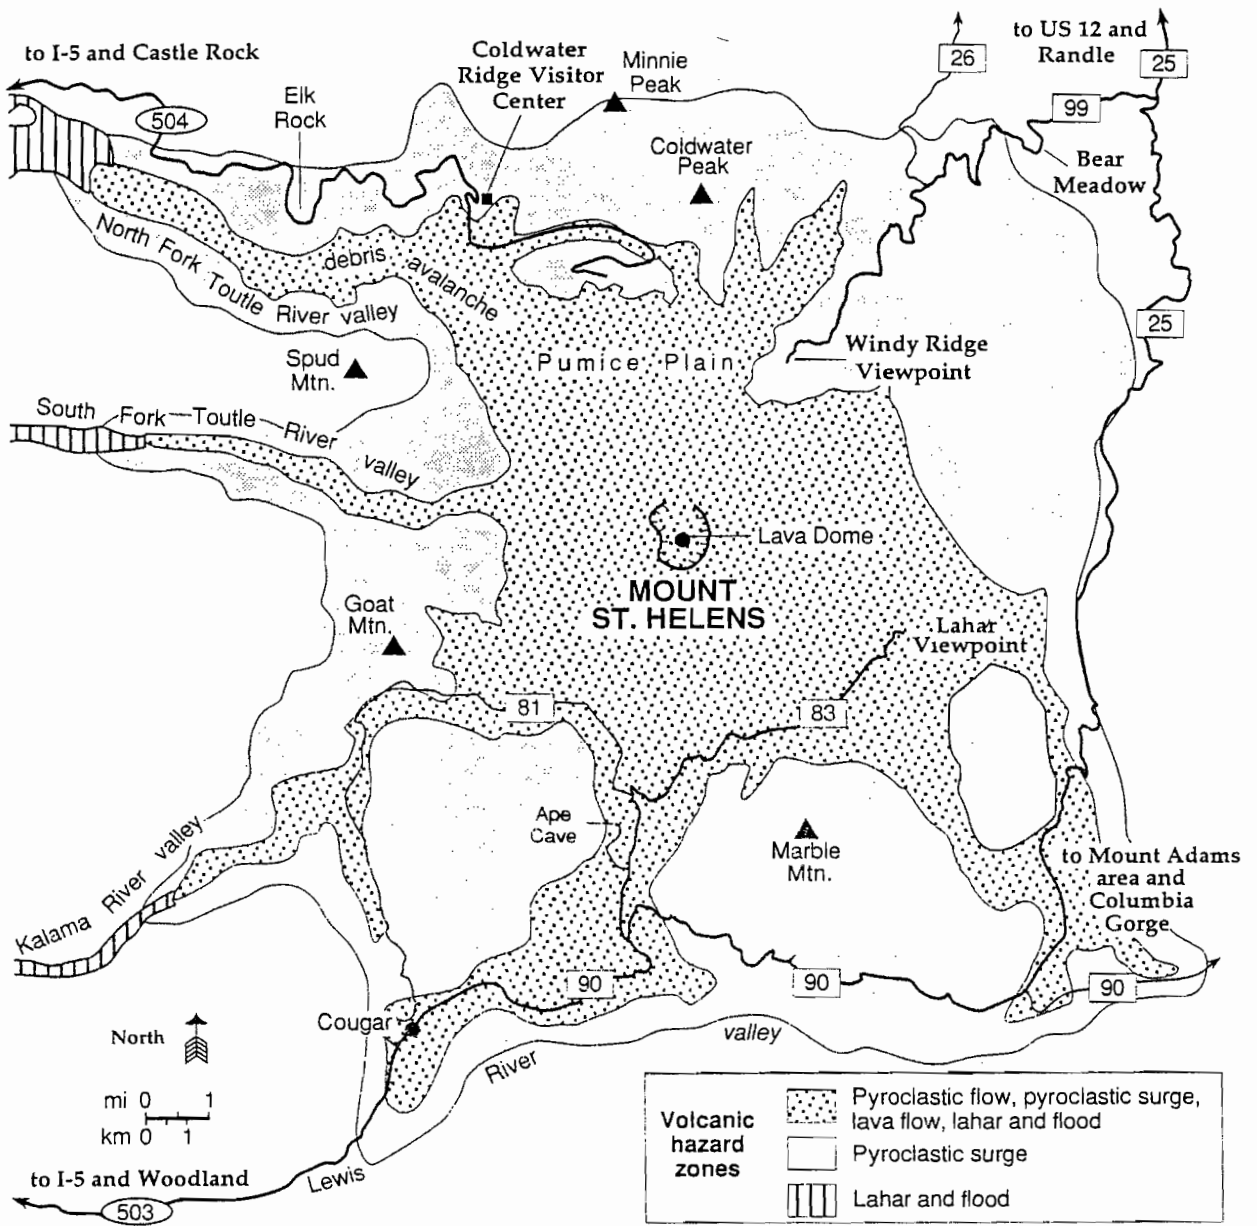 to I-5 and Castle Rock
504
Elk
Rock
Coldwater
Ridge Visitor
Center
Minnie
Peak
Coldwater
Peak
26
to US 12 and
Randle
25
99
Bear
Meadow
North Fork Toutle River valley
debris avalanche
Spud
Mtn.
Pumice Plain
Windy Ridge
Viewpoint
25
South Fork Toutle River valley
Lava Dome
MOUNT
ST. HELENS
Goat
Mtn.
Lahar
Viewpoint
81
83
Ape
Cave
Marble
Mtn.
to Mount Adams
area and
Columbia
Gorge
Kalama River valley
90
90
90
Cougar
North
mi 0 1
km 0 1
Lewis River valley
to I-5 and Woodland
503
Volcanic
hazard
zones
Pyroclastic flow, pyroclastic surge,
lava flow, lahar and flood
Pyroclastic surge
Lahar and flood